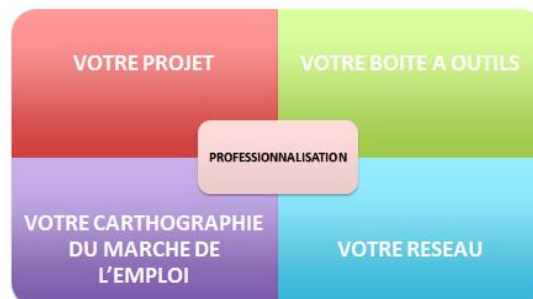 VOTRE PROJET
VOTRE BOITE A OUTILS
PROFESSIONNALISATION
VOTRE CARTHOGRAPHIE
DU MARCHE DE
L'EMPLOI
VOTRE RESEAU